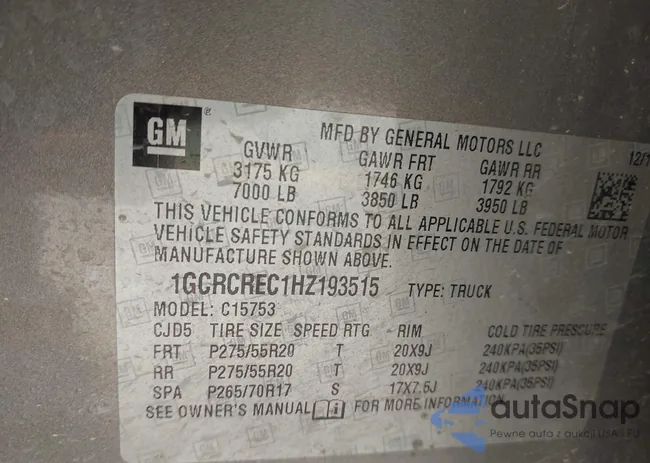 GM ®
MFD BY GENERAL MOTORS LLC
GVWR GAWR FRT GAWR RR 12/1
3175 KG 1746 KG 1792 KG
7000 LB 3850 LB 3950 LB
THIS VEHICLE CONFORMS TO ALL APPLICABLE U.S. FEDERAL MOTOR
VEHICLE SAFETY STANDARDS IN EFFECT ON THE DATE OF
MANUFACTURE SHOWN ABOVE.
1GCRCREC1HZ193515 TYPE: TRUCK
MODEL: C15753
CJD5 TIRE SIZE SPEED RTG RIM COLD TIRE PRESSURE
FRT P275/55R20 T 20X9J 240KPA(35PSI)
RR P275/55R20 T 20X9J 240KPA(35PSI)
SPA P265/70R17 S 17X7.5J 240KPA(35PSI)
SEE OWNER'S MANUAL FOR MORE INFORMATION
autaSnap
Pewne auta z aukcji USA i EU